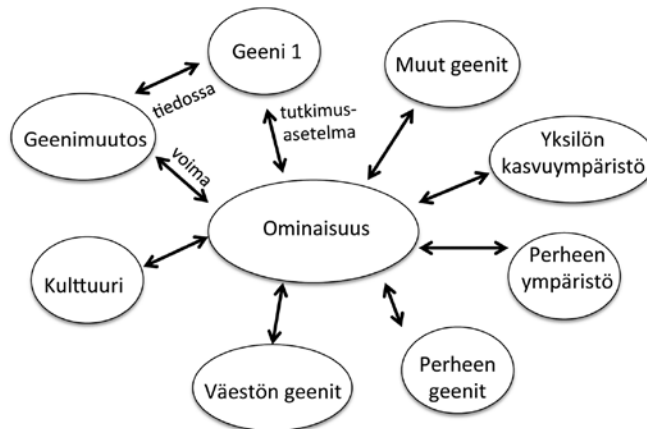 Geeni 1
Muut geenit
tiedossa
tutkimus-
asetelma
Geenimuutos
voima
Yksilön
kasvuympäristö
Ominaisuus
Kulttuuri
Perheen
ympäristö
Väestön geenit
Perheen
geenit